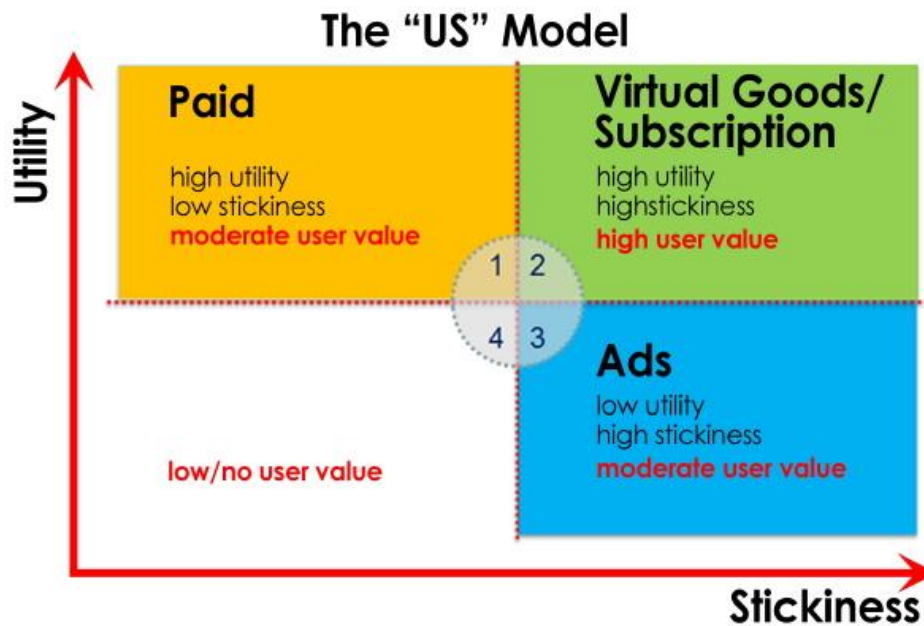 The “US” Model
Utility
Paid
high utility
low stickiness
moderate user value
Virtual Goods/
Subscription
high utility
highstickiness
high user value
1 2
4 3
low/no user value
Ads
low utility
high stickiness
moderate user value
Stickiness